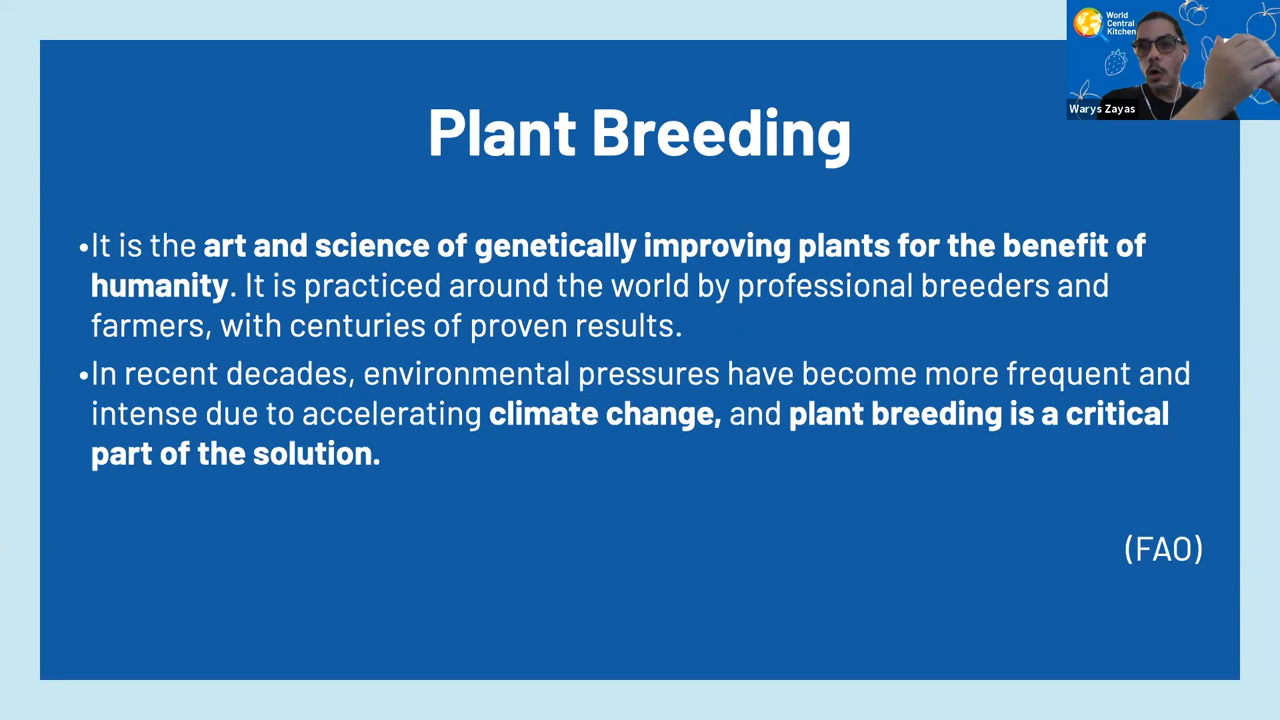 World
Central
Kitchen
Warys Zayas
Plant Breeding
•It is the art and science of genetically improving plants for the benefit of
humanity. It is practiced around the world by professional breeders and
farmers, with centuries of proven results.
•In recent decades, environmental pressures have become more frequent and
intense due to accelerating climate change, and plant breeding is a critical
part of the solution.
(FAO)